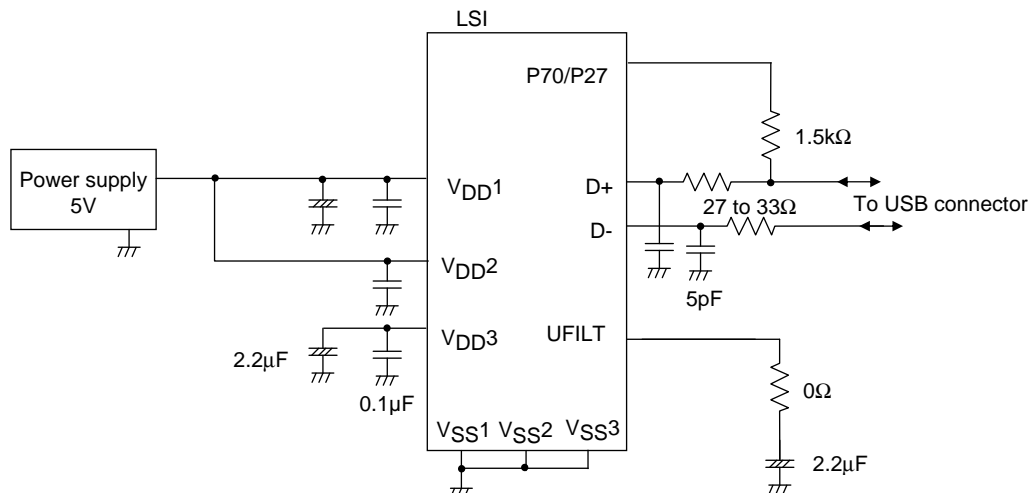 LSI
P70/P27
1.5kΩ
Power supply
5V
VDD1
D+
27 to 33Ω
To USB connector
D-
VDD2
5pF
VDD3
UFILT
2.2μF
0.1μF
0Ω
VSS1 VSS2 VSS3
2.2μF